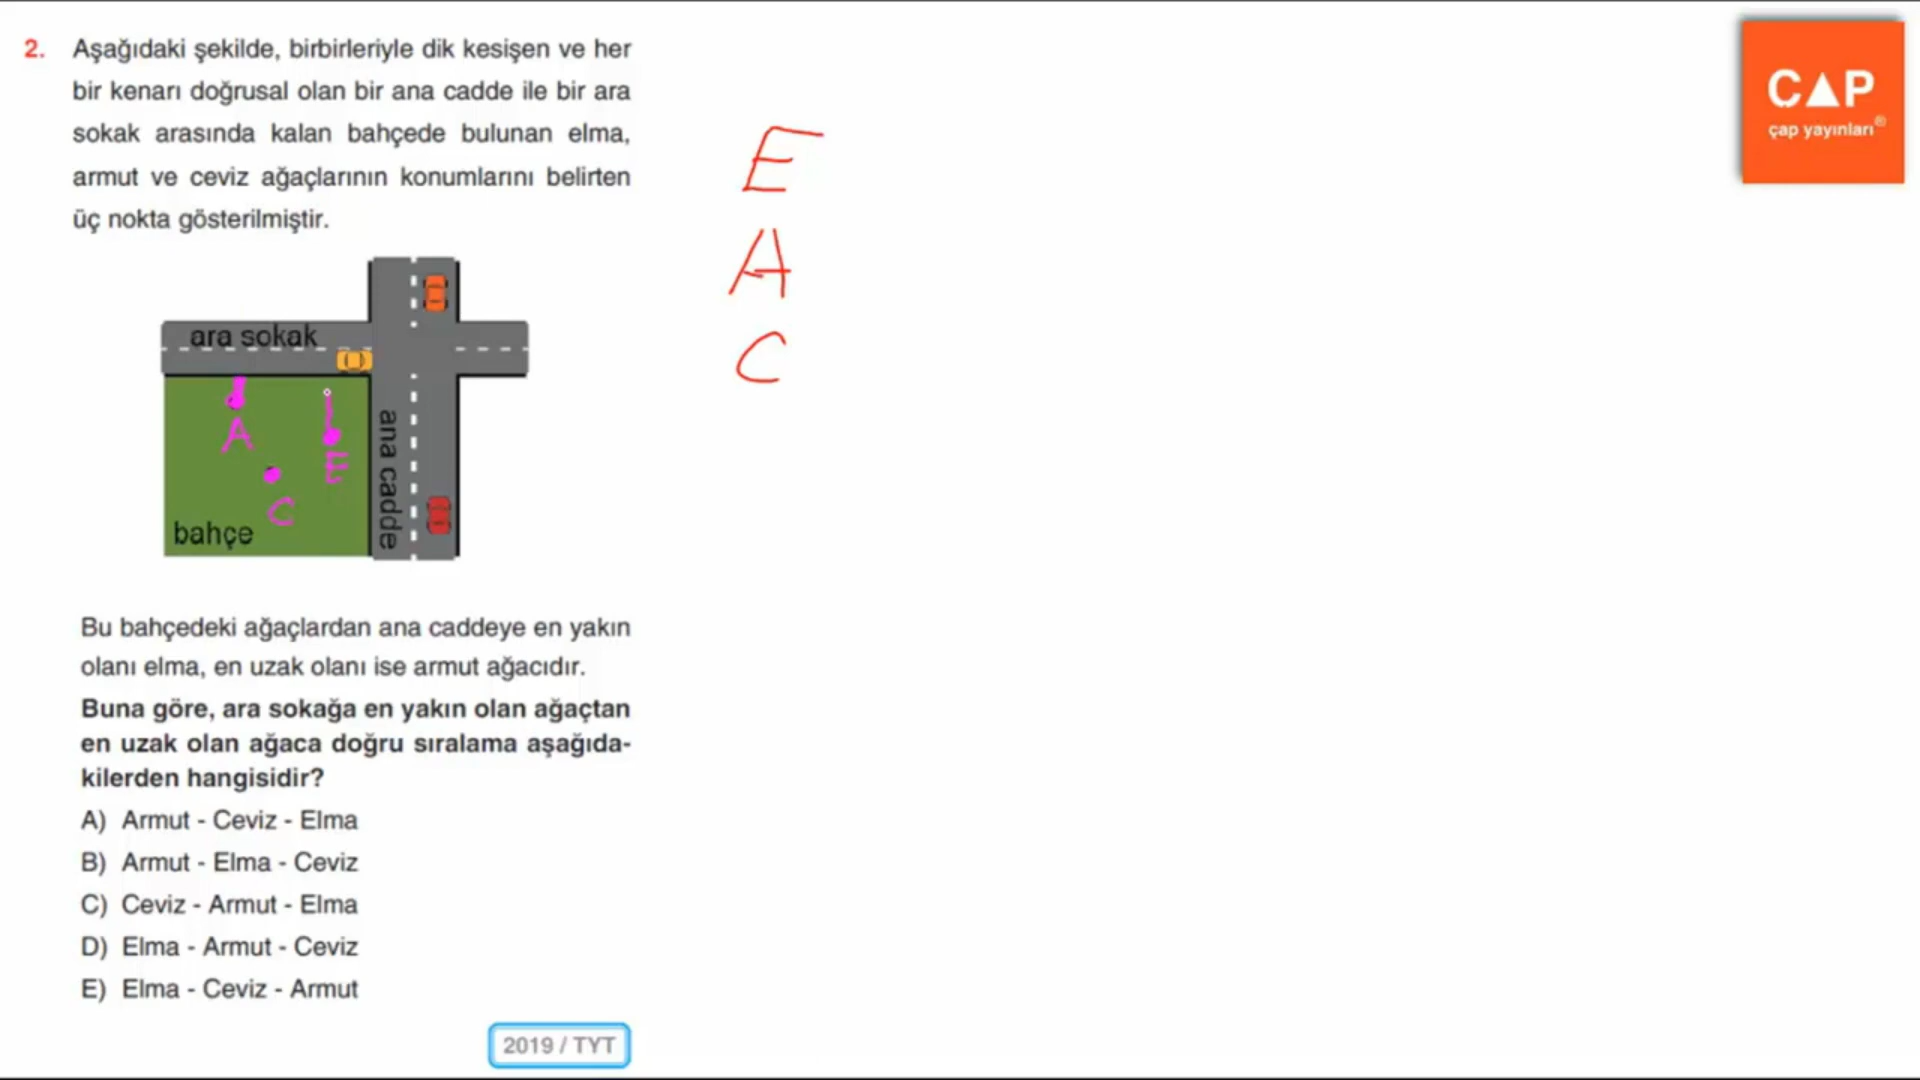 2. Aşağıdaki şekilde, birbirleriyle dik kesişen ve her
bir kenarı doğrusal olan bir ana cadde ile bir ara
sokak arasında kalan bahçede bulunan elma,
armut ve ceviz ağaçlarının konumlarını belirten
üç nokta gösterilmiştir.
ara sokak
ana cadde
A
E
C
bahçe
Bu bahçedeki ağaçlardan ana caddeye en yakın
olanı elma, en uzak olanı ise armut ağacıdır.
Buna göre, ara sokağa en yakın olan ağaçtan
en uzak olan ağaca doğru sıralama aşağıda-
kilerden hangisidir?
A) Armut - Ceviz - Elma
B) Armut - Elma - Ceviz
C) Ceviz - Armut - Elma
D) Elma - Armut - Ceviz
E) Elma - Ceviz - Armut
2019 / TYT
E
A
C
ÇAP
çap yayınları®